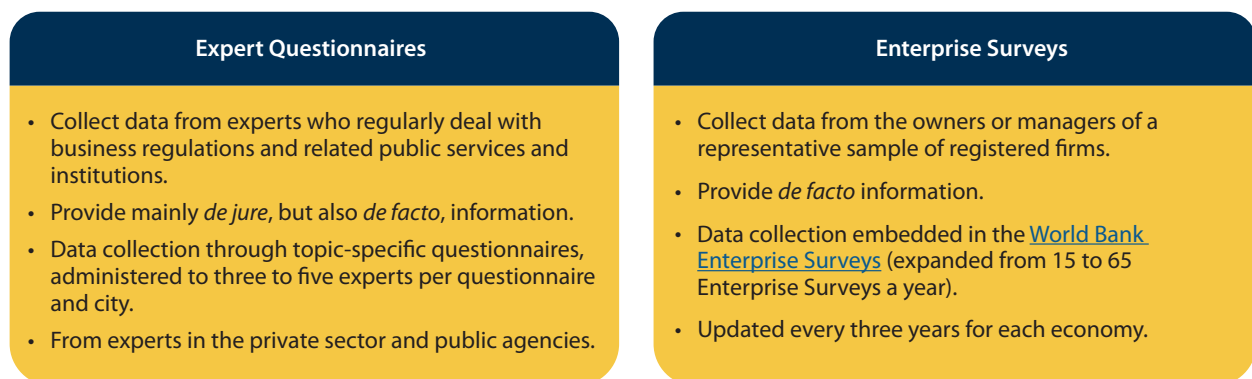 Expert Questionnaires
• Collect data from experts who regularly deal with
business regulations and related public services and
institutions.
• Provide mainly de jure, but also de facto, information.
• Data collection through topic-specific questionnaires,
administered to three to five experts per questionnaire
and city.
• From experts in the private sector and public agencies.
Enterprise Surveys
• Collect data from the owners or managers of a
representative sample of registered firms.
• Provide de facto information.
• Data collection embedded in the World Bank
Enterprise Surveys (expanded from 15 to 65
Enterprise Surveys a year).
• Updated every three years for each economy.